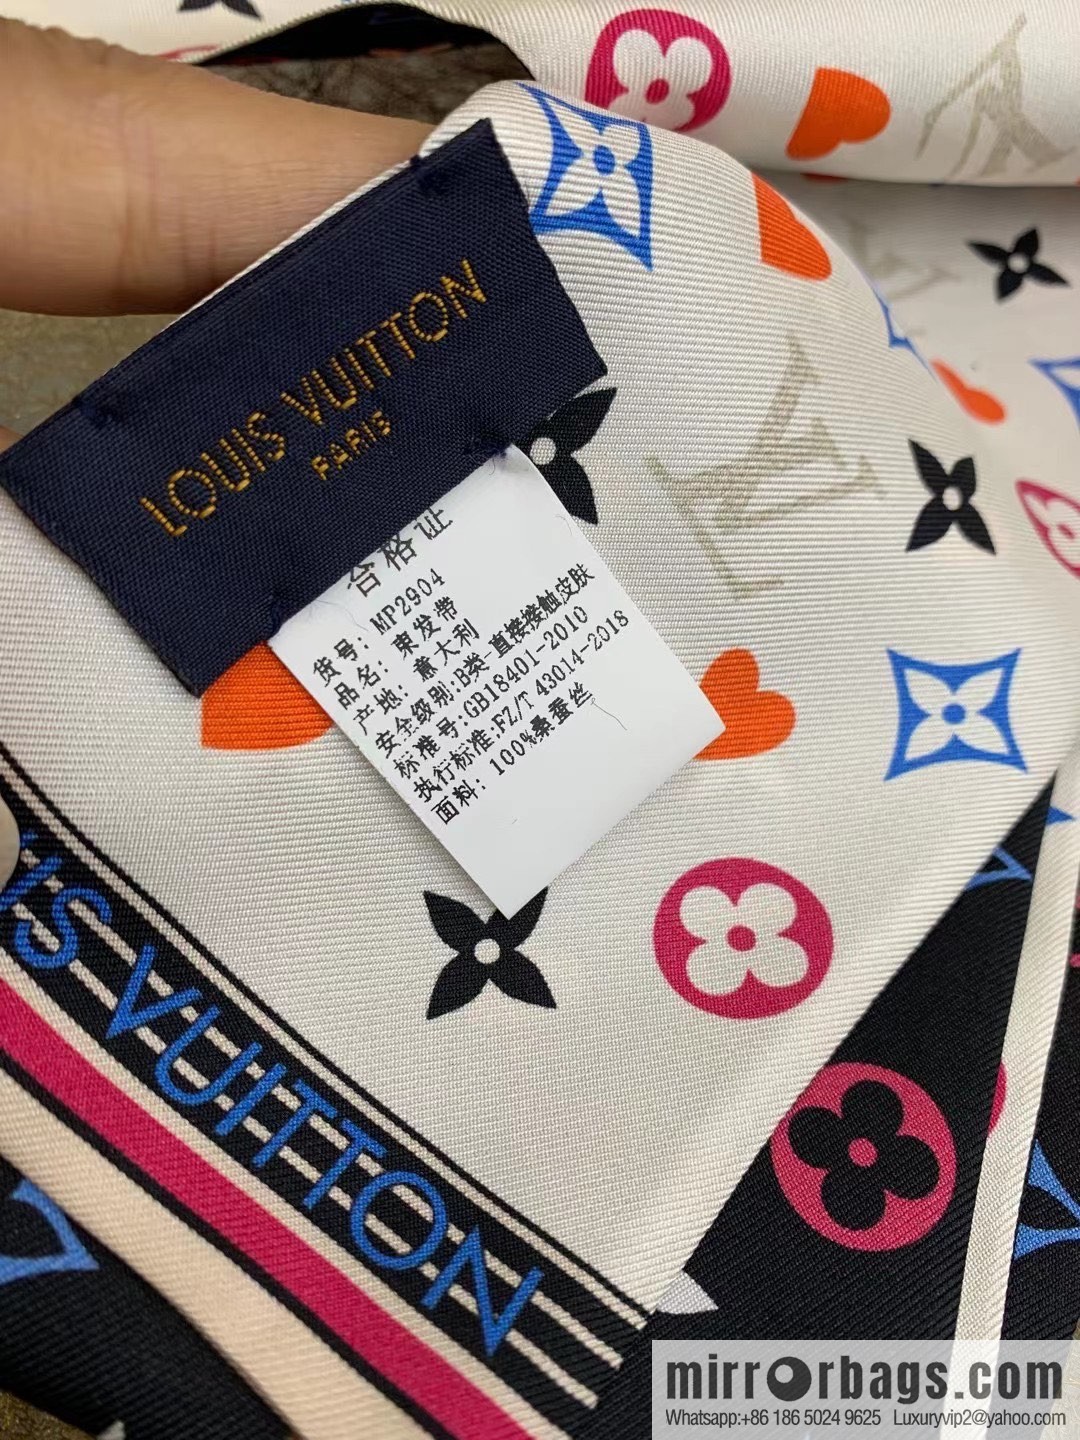 LOUIS VUITTON
PARIS
合格证
货号: MP2904
品名: 束发带
产地: 意大利
安全级别:B类-直接接触皮肤
标准号:GB18401-2010
执行标准:FZ/T 43014-2018
面料: 100%桑蚕丝
IS VUITTON
mirrorbags.com
Whatsapp:+86 186 5024 9625 Luxuryvip2@yahoo.com